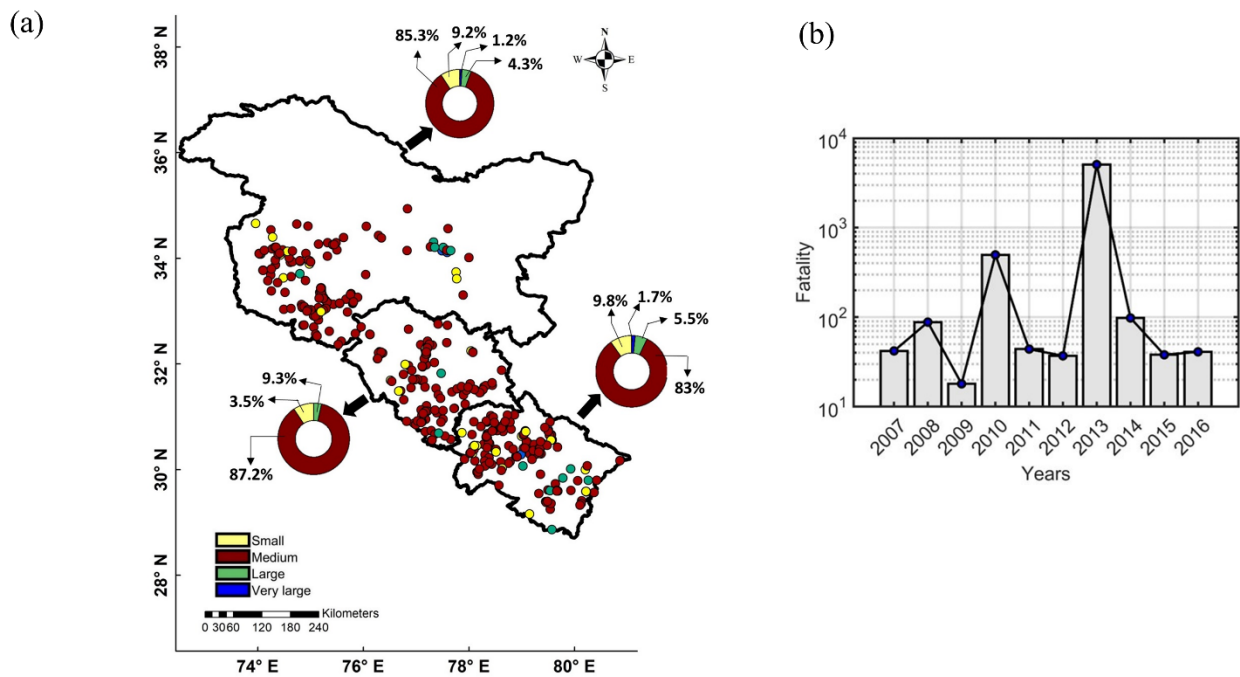 (a)
(b)
85.3%
9.2%
1.2%
4.3%
N
W
E
S
38° N
36° N
34° N
32° N
30° N
28° N
9.8%
1.7%
5.5%
83%
9.3%
3.5%
87.2%
Small
Medium
Large
Very large
Kilometers
0 30 60 120 180 240
74° E
76° E
78° E
80° E
10^4
10^3
10^2
10^1
Fatality
2007
2008
2009
2010
2011
2012
2013
2014
2015
2016
Years